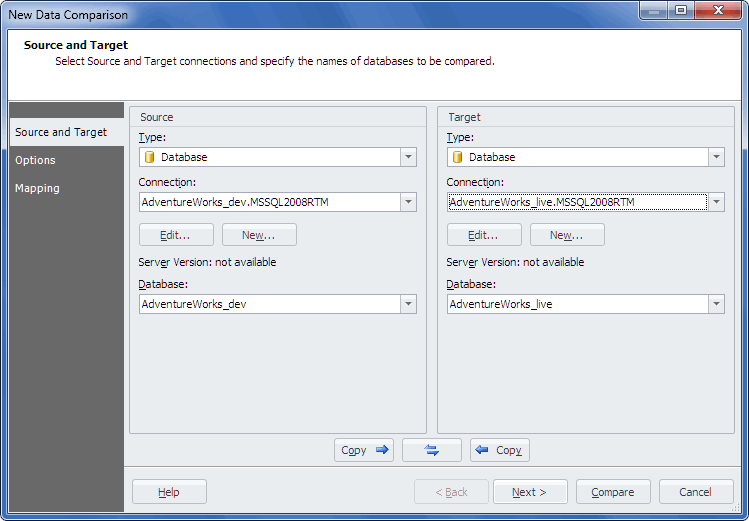 New Data Comparison
Source and Target
Select Source and Target connections and specify the names of databases to be compared.
Source and Target
Options
Mapping
Source
Type:
Database
Connection:
AdventureWorks_dev.MSSQL2008RTM
Edit...
New...
Server Version: not available
Database:
AdventureWorks_dev
Target
Type:
Database
Connection:
AdventureWorks_live.MSSQL2008RTM
Edit...
New...
Server Version: not available
Database:
AdventureWorks_live
Copy
Copy
Help
< Back
Next >
Compare
Cancel